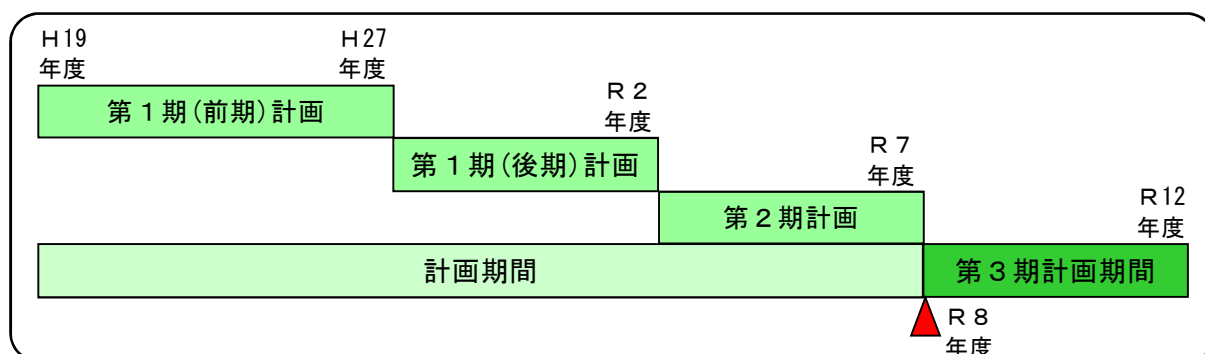 H19
年度
H27
年度
第1期(前期)計画
R2
年度
第1期(後期)計画
R7
年度
第2期計画
R12
年度
計画期間
第3期計画期間
R8
年度